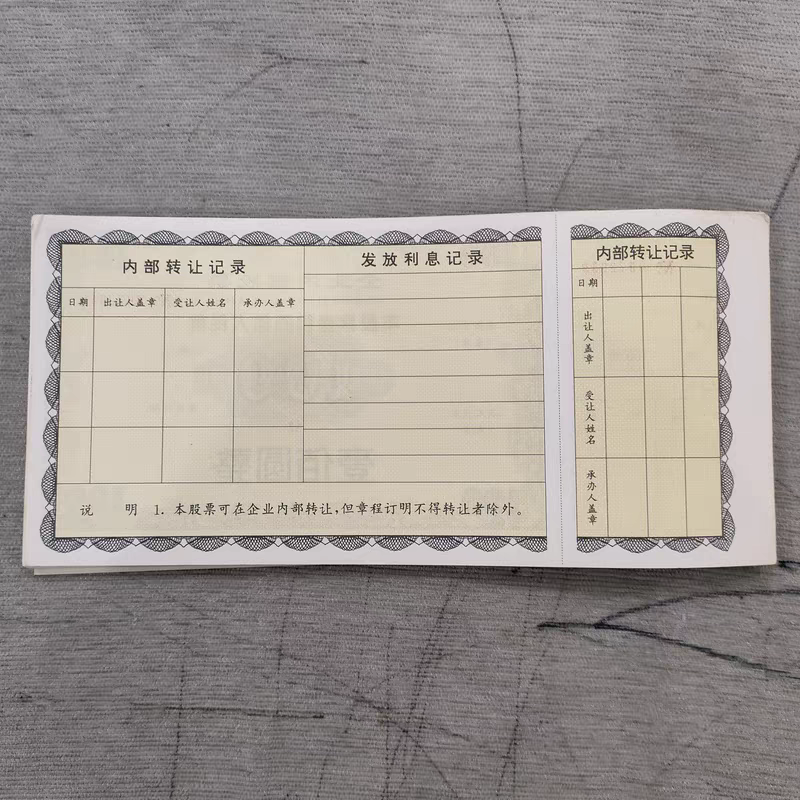 内部转让记录
日期 出让人盖章 受让人姓名 承办人盖章
发放利息记录
说 明 1. 本股票可在企业内部转让，但章程订明不得转让者除外。
内部转让记录
日期
出让人盖章
受让人姓名
承办人盖章